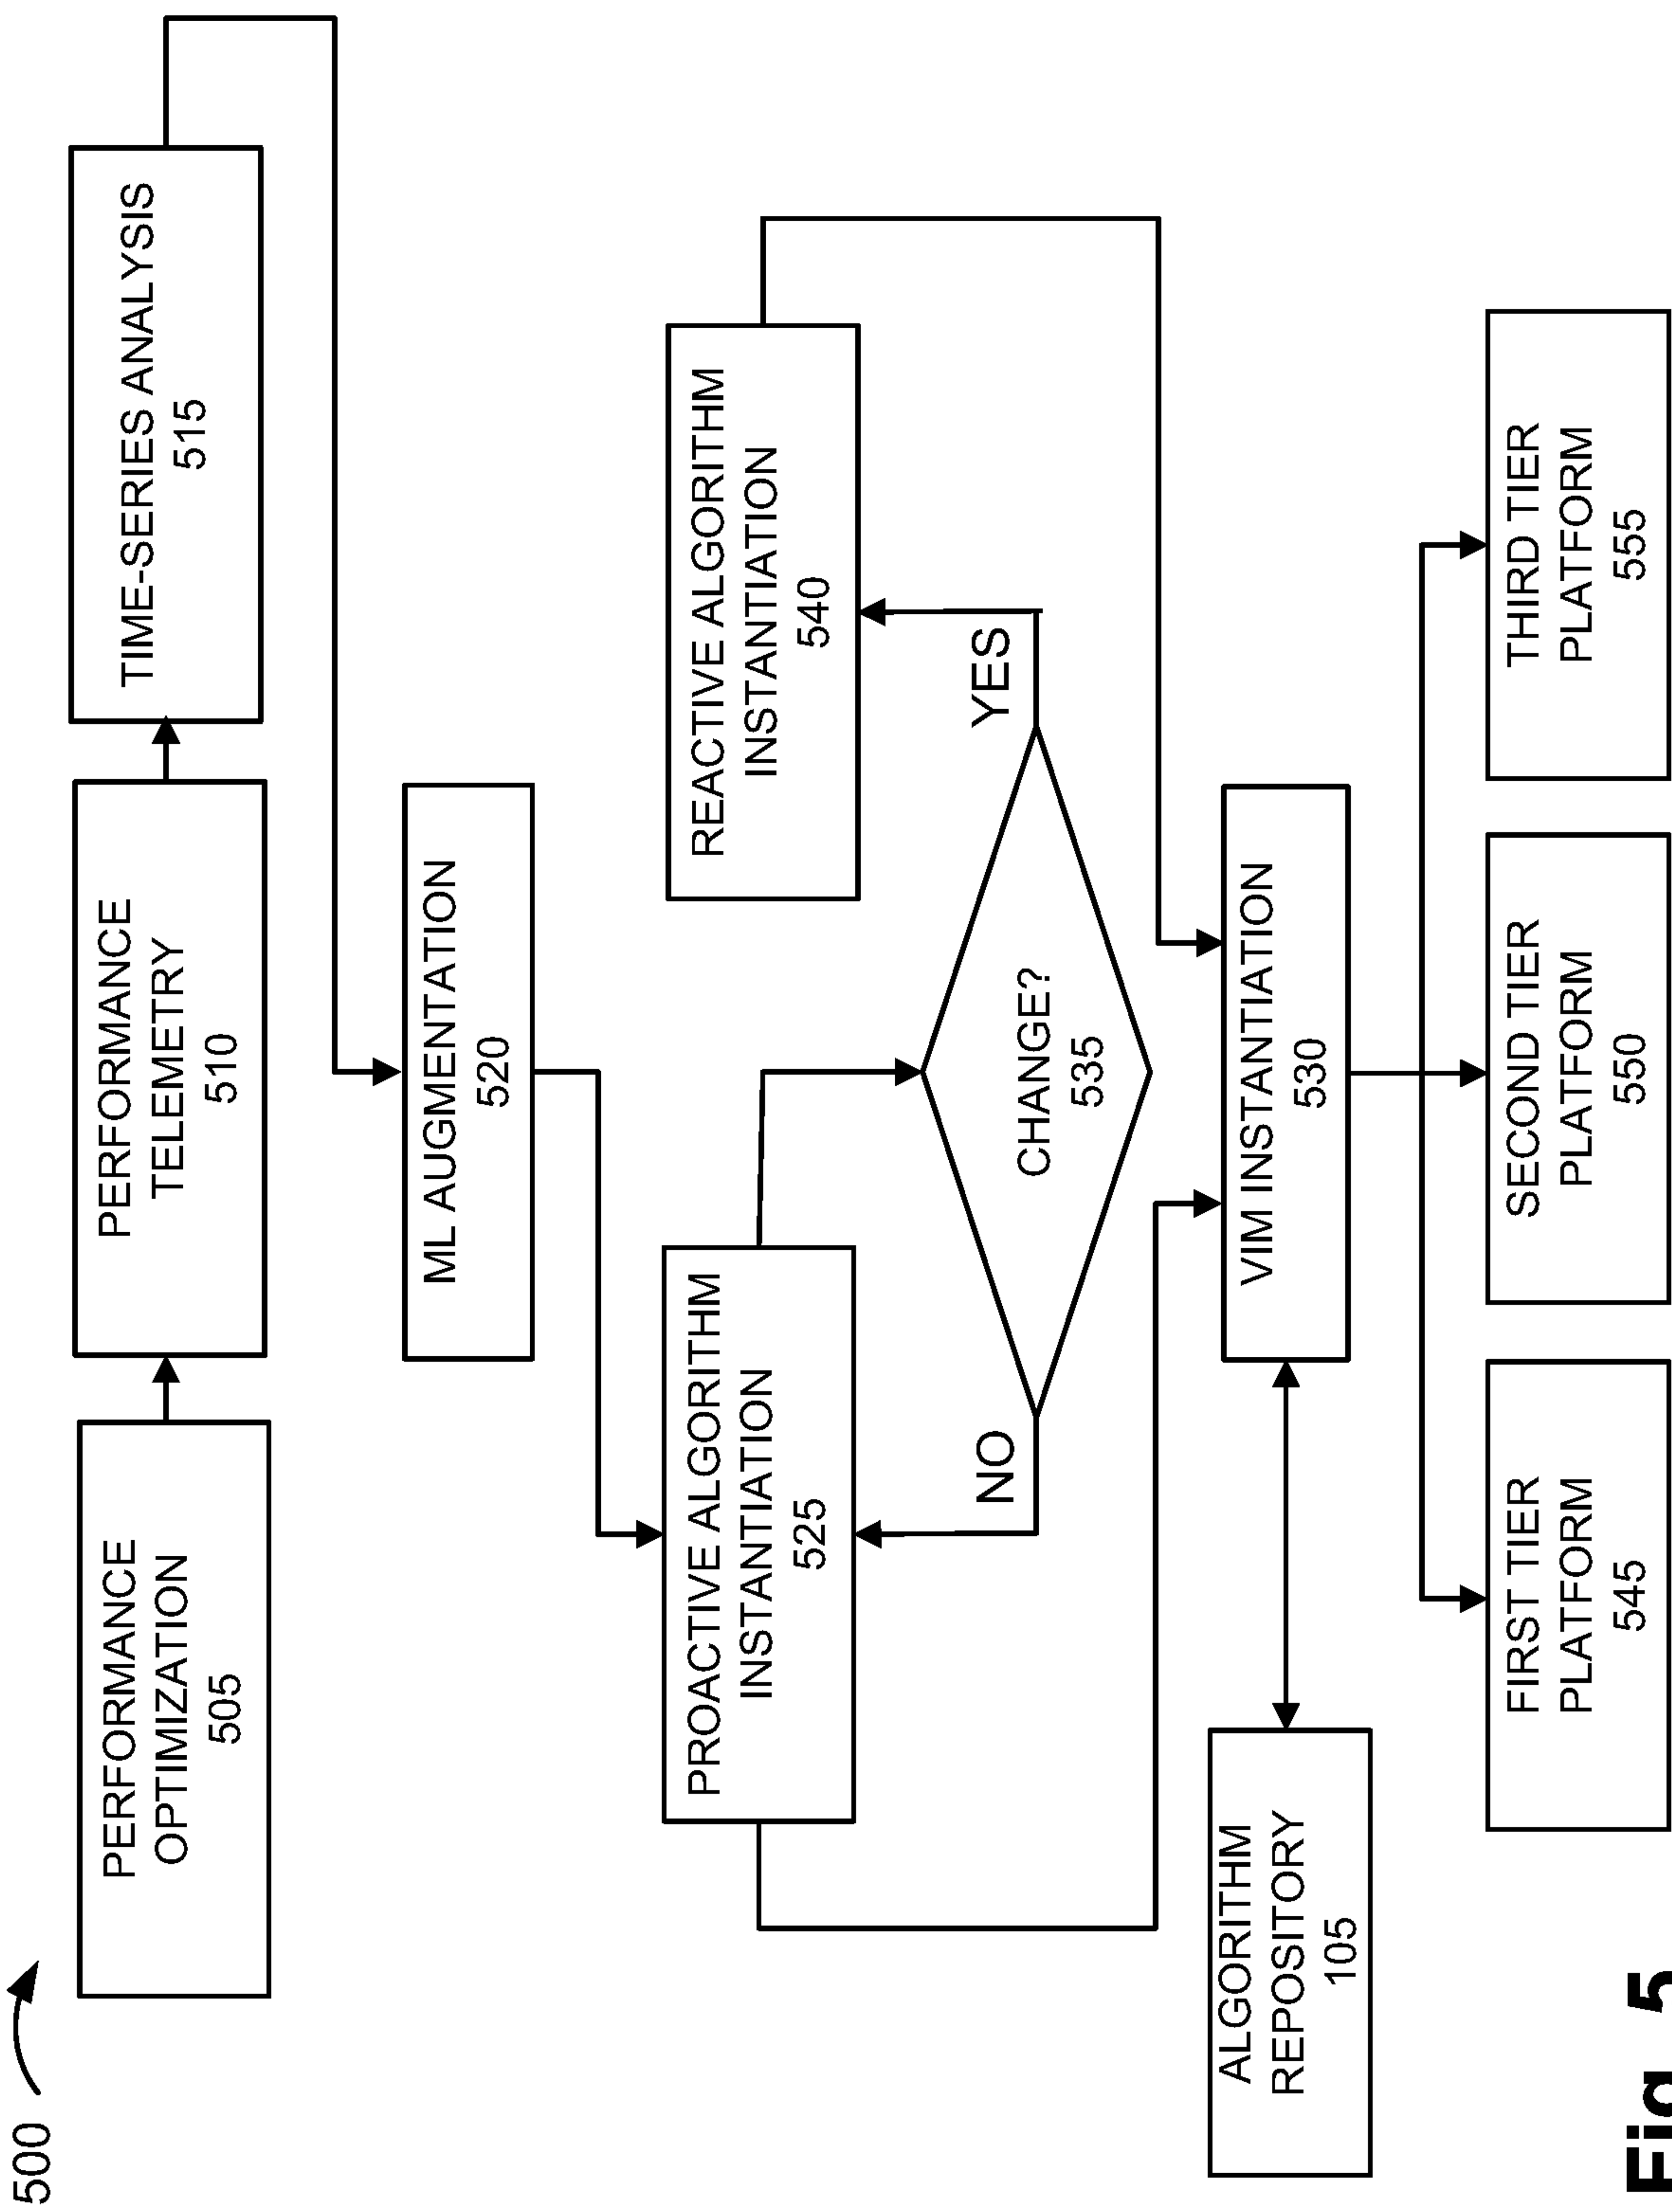 500
PERFORMANCE
OPTIMIZATION
505
PERFORMANCE
TELEMETRY
510
TIME-SERIES ANALYSIS
515
ML AUGMENTATION
520
PROACTIVE ALGORITHM
INSTANTIATION
525
REACTIVE ALGORITHM
INSTANTIATION
540
NO
CHANGE?
535
YES
ALGORITHM
REPOSITORY
105
VIM INSTANTIATION
530
FIRST TIER
PLATFORM
545
SECOND TIER
PLATFORM
550
THIRD TIER
PLATFORM
555
Fig. 5